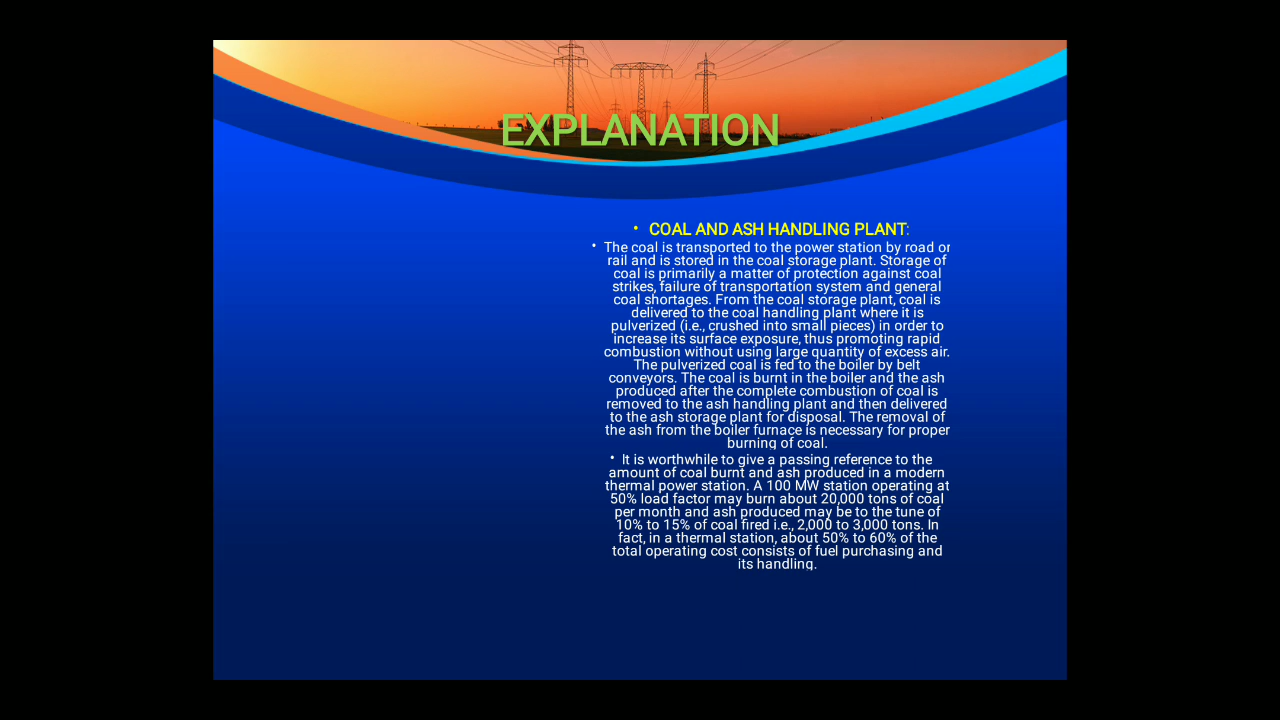 EXPLANATION
• COAL AND ASH HANDLING PLANT:
• The coal is transported to the power station by road or
rail and is stored in the coal storage plant. Storage of
coal is primarily a matter of protection against coal
strikes, failure of transportation system and general
coal shortages. From the coal storage plant, coal is
delivered to the coal handling plant where it is
pulverized (i.e., crushed into small pieces) in order to
increase its surface exposure, thus promoting rapid
combustion without using large quantity of excess air.
The pulverized coal is fed to the boiler by belt
conveyors. The coal is burnt in the boiler and the ash
produced after the complete combustion of coal is
removed to the ash handling plant and then delivered
to the ash storage plant for disposal. The removal of
the ash from the boiler furnace is necessary for proper
burning of coal.
• It is worthwhile to give a passing reference to the
amount of coal burnt and ash produced in a modern
thermal power station. A 100 MW station operating at
50% load factor may burn about 20,000 tons of coal
per month and ash produced may be to the tune of
10% to 15% of coal fired i.e., 2,000 to 3,000 tons. In
fact, in a thermal station, about 50% to 60% of the
total operating cost consists of fuel purchasing and
its handling.